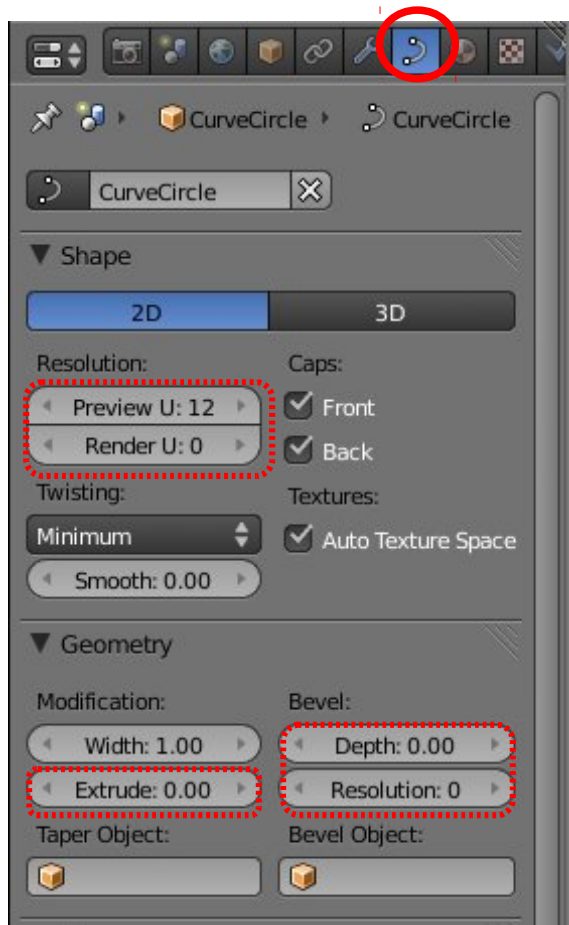 CurveCircle CurveCircle
CurveCircle
Shape
2D 3D
Resolution: Caps:
Preview U: 12 Front
Render U: 0 Back
Twisting: Textures:
Minimum Auto Texture Space
Smooth: 0.00
Geometry
Modification: Bevel:
Width: 1.00 Depth: 0.00
Extrude: 0.00 Resolution: 0
Taper Object: Bevel Object: